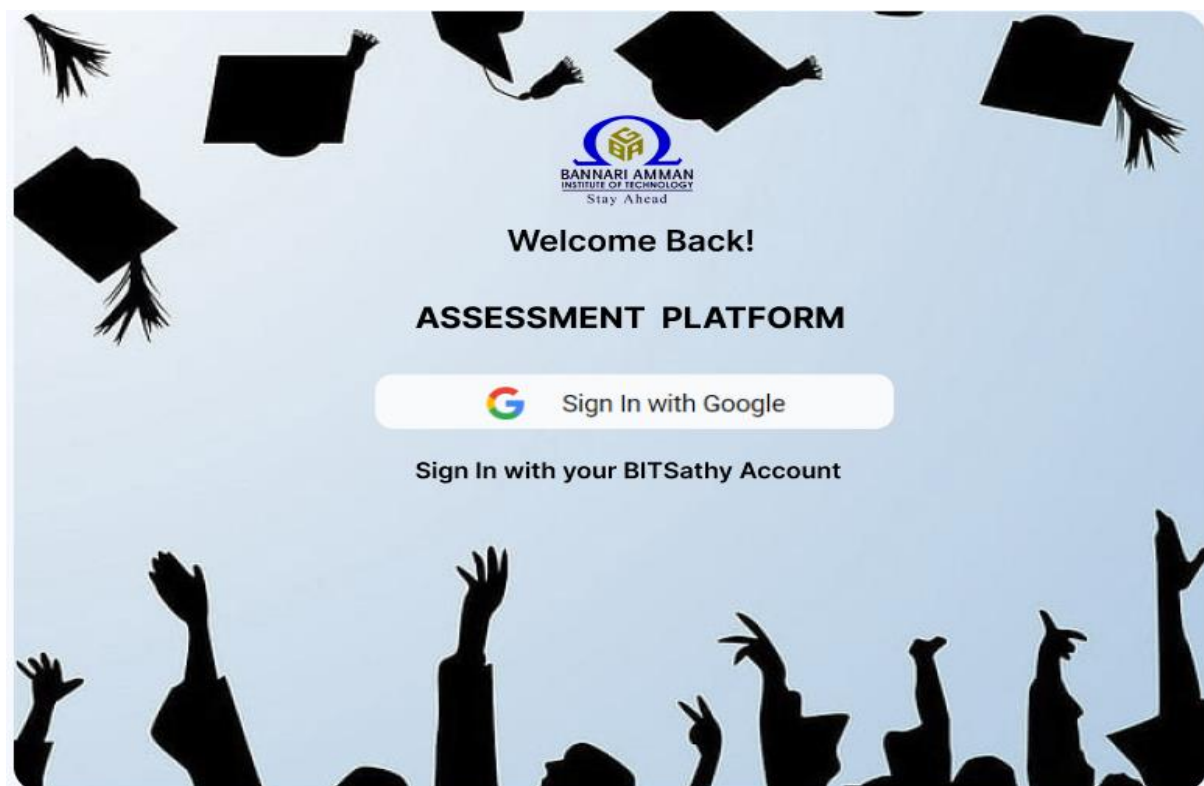 GBA
BANNARI AMMAN
INSTITUTE OF TECHNOLOGY
Stay Ahead
Welcome Back!
ASSESSMENT PLATFORM
Sign In with Google
Sign In with your BITSathy Account